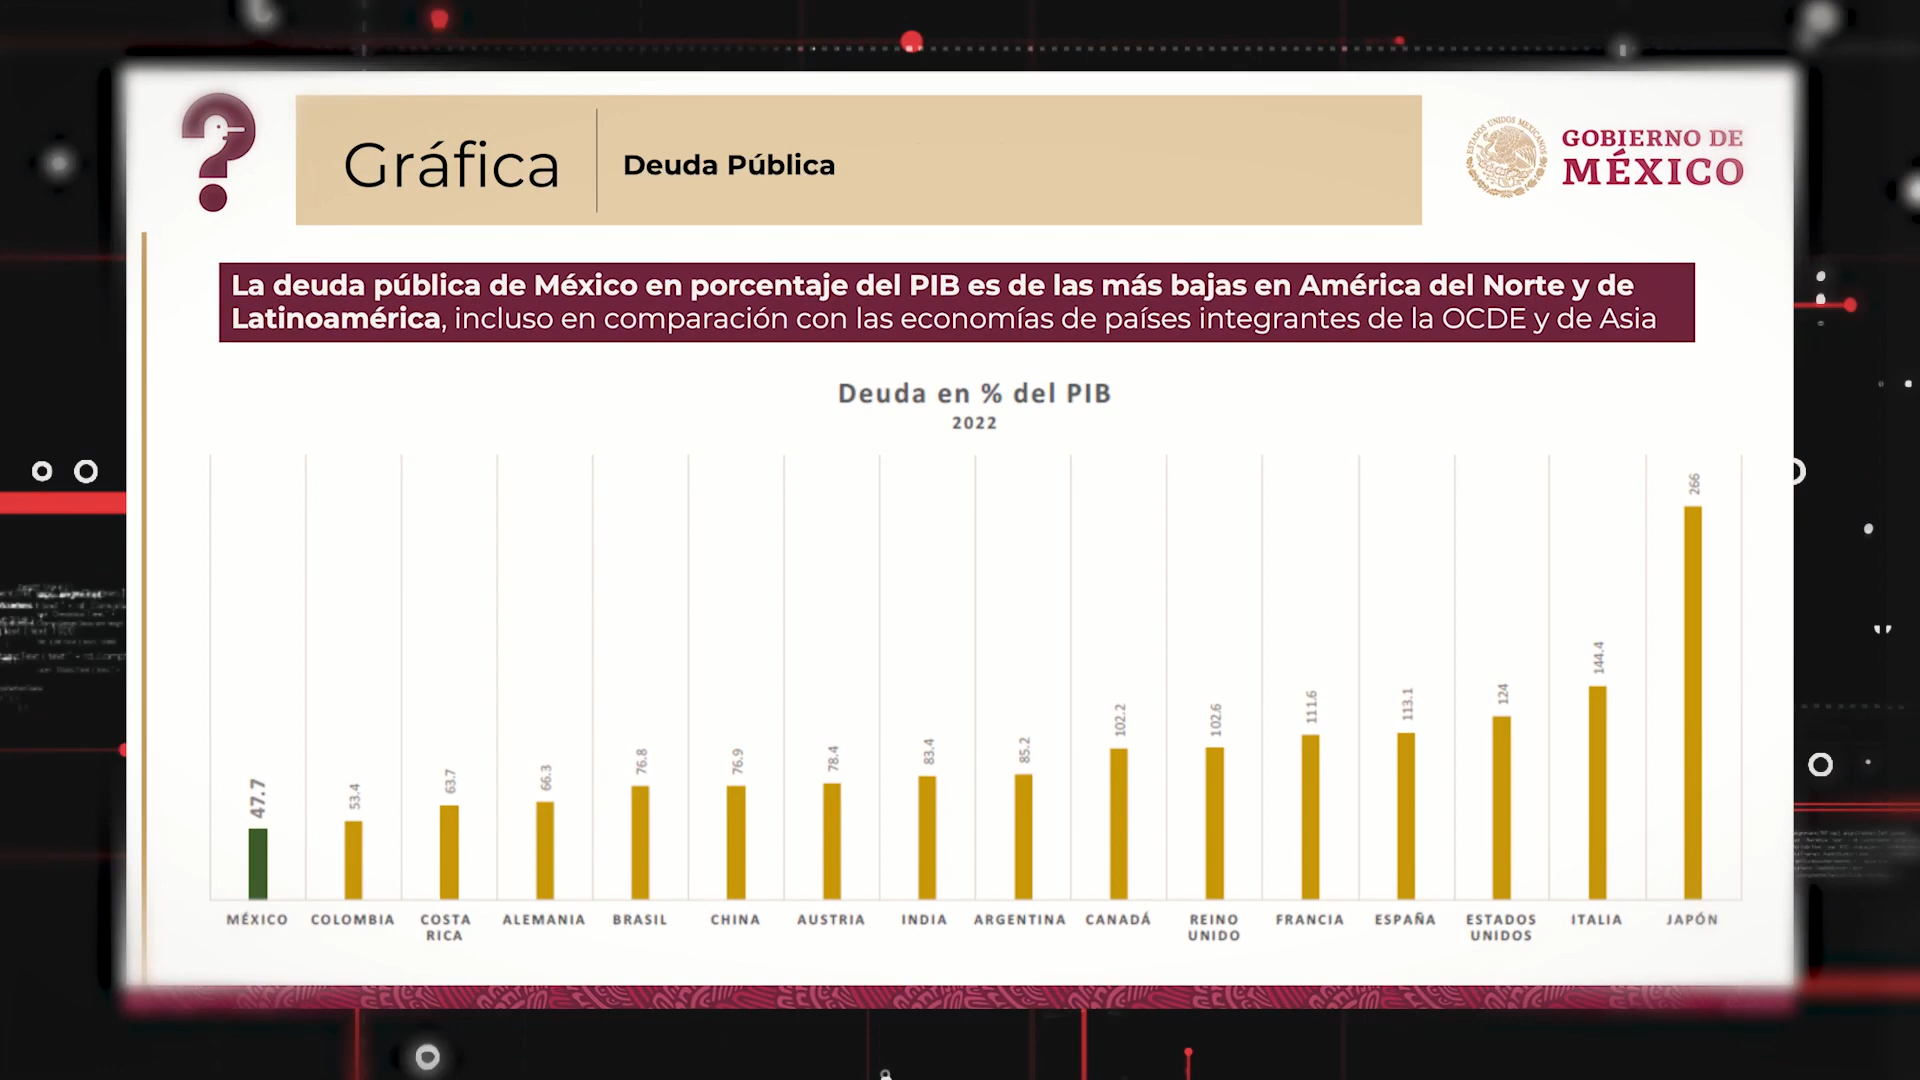 Gráfica
Deuda Pública
GOBIERNO DE
MÉXICO
ESTADOS UNIDOS MEXICANOS
La deuda pública de México en porcentaje del PIB es de las más bajas en América del Norte y de
Latinoamérica, incluso en comparación con las economías de países integrantes de la OCDE y de Asia
Deuda en % del PIB
2022
47.7
53.4
63.7
66.3
76.8
76.9
78.4
83.4
85.2
102.2
102.6
111.6
113.1
124
144.4
266
MÉXICO
COLOMBIA
COSTA
RICA
ALEMANIA
BRASIL
CHINA
AUSTRIA
INDIA
ARGENTINA
CANADÁ
REINO
UNIDO
FRANCIA
ESPAÑA
ESTADOS
UNIDOS
ITALIA
JAPÓN